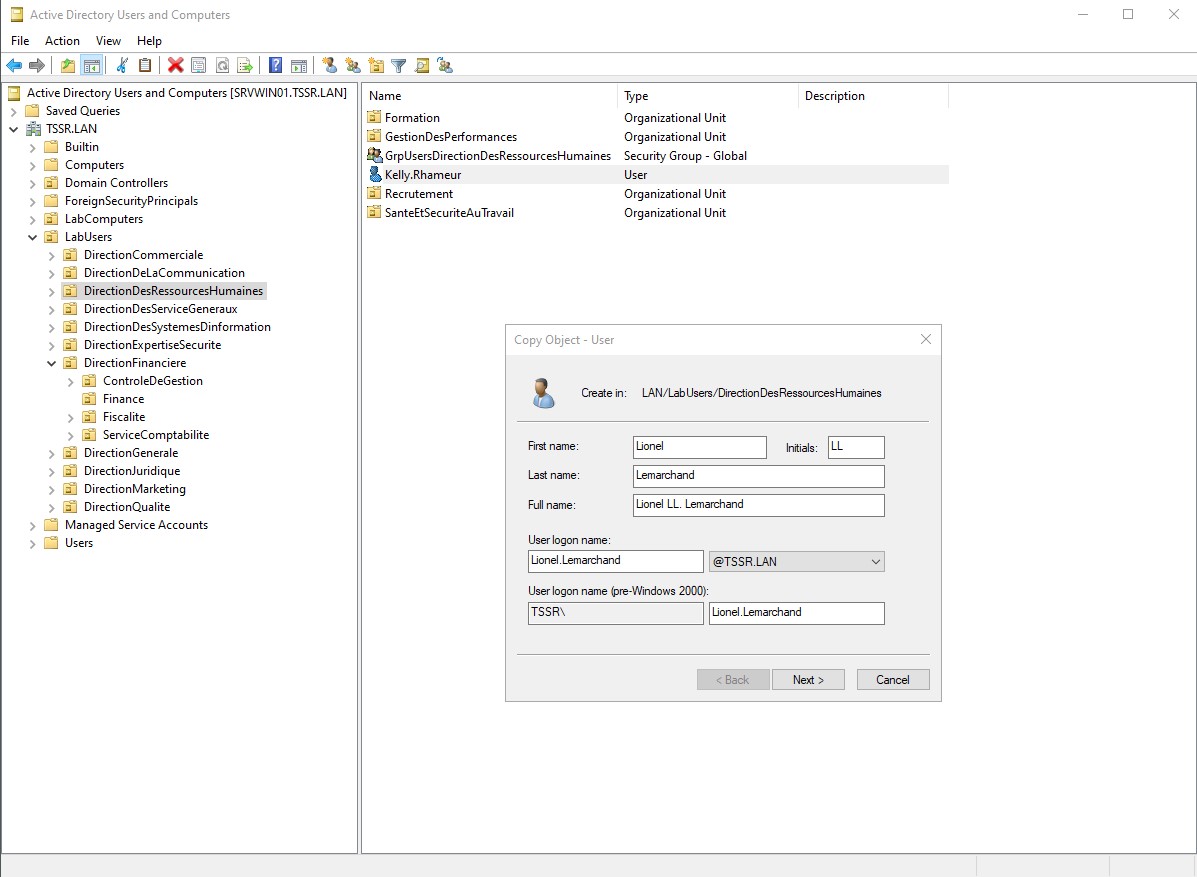 Active Directory Users and Computers
File Action View Help
Active Directory Users and Computers [SRVWIN01.TSSR.LAN]
Saved Queries
TSSR.LAN
Builtin
Computers
Domain Controllers
ForeignSecurityPrincipals
LabComputers
LabUsers
DirectionCommerciale
DirectionDeLaCommunication
DirectionDesRessourcesHumaines
DirectionDesServiceGeneraux
DirectionDesSystemesDinformation
DirectionExpertiseSecurite
DirectionFinanciere
ControleDeGestion
Finance
Fiscalite
ServiceComptabilite
DirectionGenerale
DirectionJuridique
DirectionMarketing
DirectionQualite
Managed Service Accounts
Users
Name Type Description
Formation Organizational Unit
GestionDesPerformances Organizational Unit
GrpUsersDirectionDesRessourcesHumaines Security Group - Global
Kelly.Rhameur User
Recrutement Organizational Unit
SanteEtSecuriteAuTravail Organizational Unit
Copy Object - User
Create in: LAN/LabUsers/DirectionDesRessourcesHumaines
First name: Lionel Initials: LL
Last name: Lemarchand
Full name: Lionel LL. Lemarchand
User logon name:
Lionel.Lemarchand @TSSR.LAN
User logon name (pre-Windows 2000):
TSSR\ Lionel.Lemarchand
< Back Next > Cancel